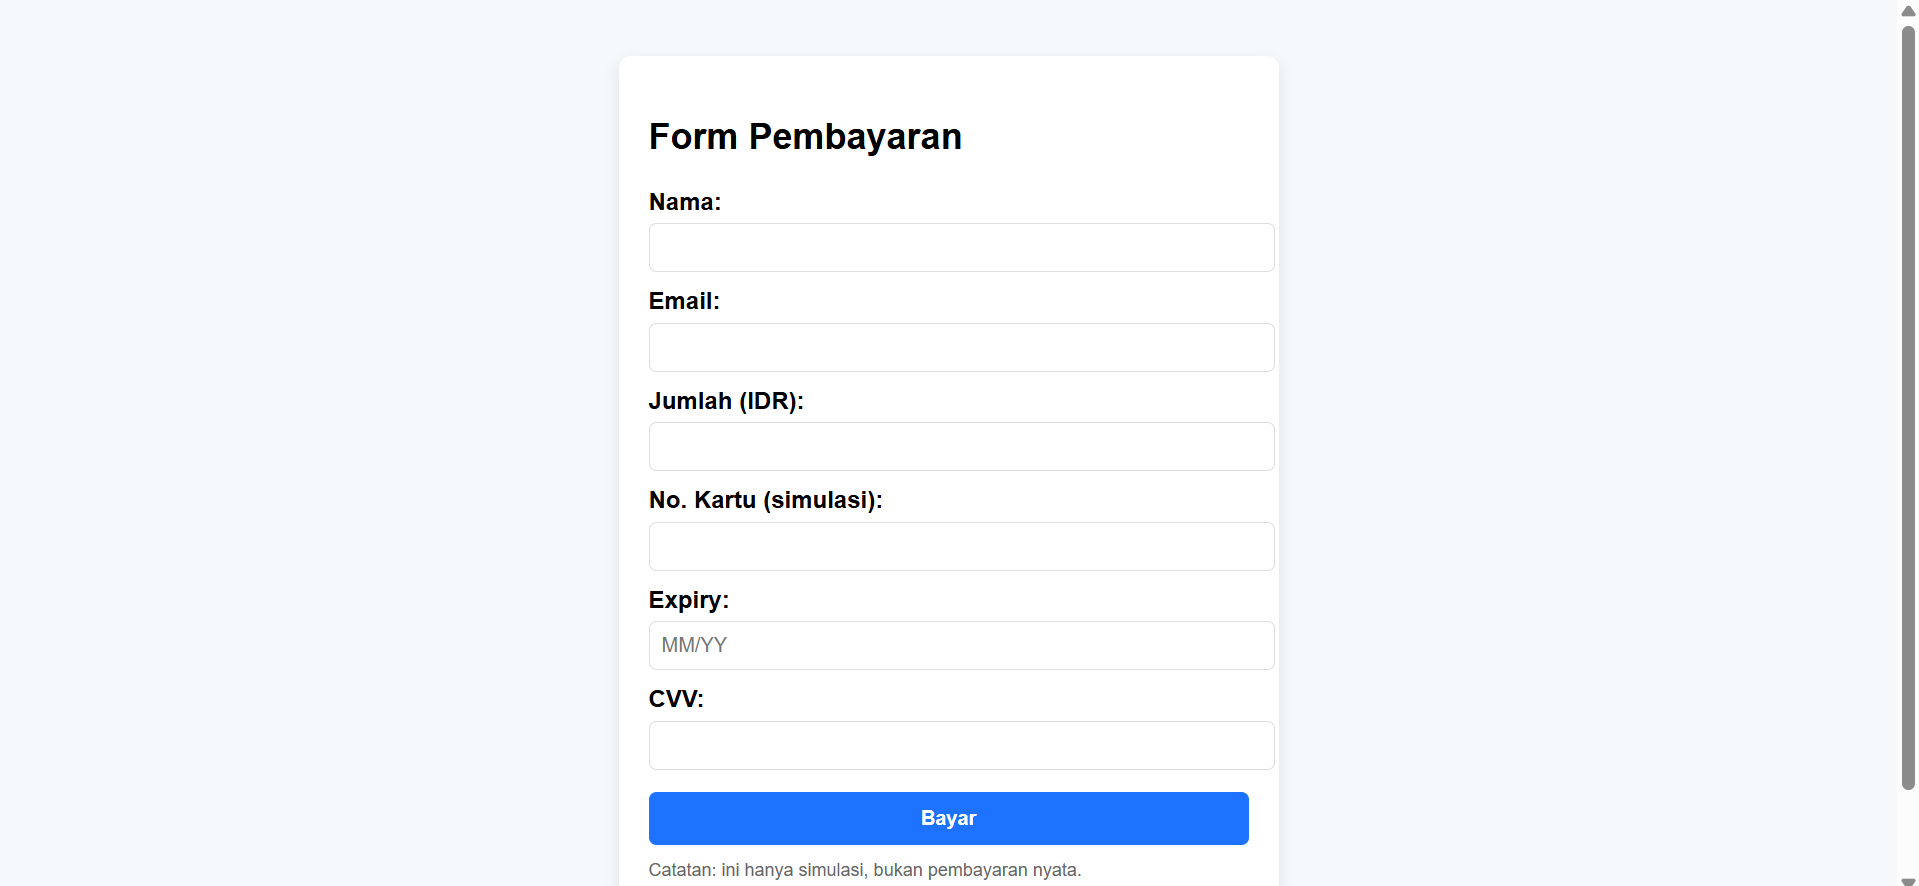 Form Pembayaran
Nama:
Email:
Jumlah (IDR):
No. Kartu (simulasi):
Expiry:
MM/YY
CVV:
Bayar
Catatan: ini hanya simulasi, bukan pembayaran nyata.